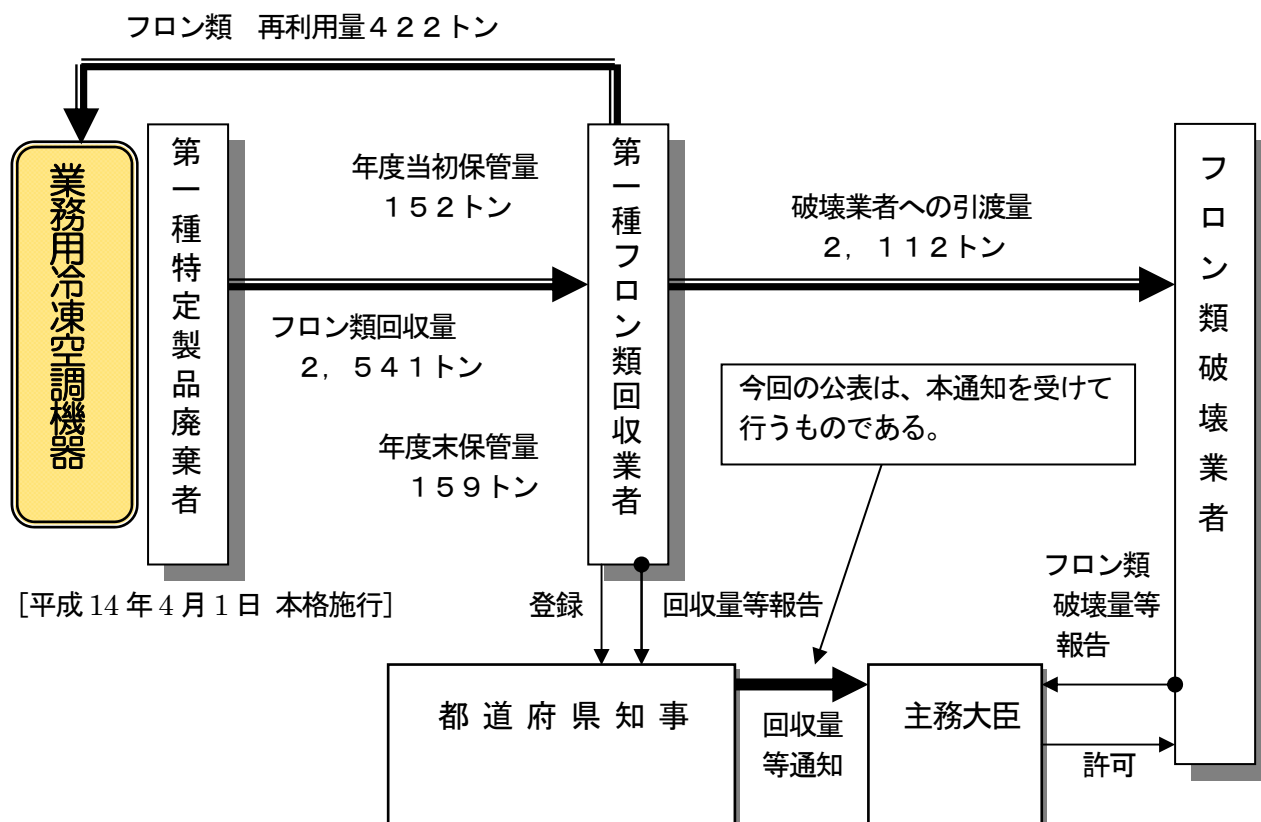 フロン類　再利用量４２２トン
業務用冷凍空調機器
第一種特定製品廃棄者
年度当初保管量
１５２トン
フロン類回収量
２，５４１トン
年度末保管量
１５９トン
第一種フロン類回収業者
破壊業者への引渡量
２，１１２トン
今回の公表は、本通知を受けて
行うものである。
フロン類破壊業者
［平成 14 年 4 月 1 日 本格施行］
登録
回収量等報告
フロン類
破壊量等
報告
都道府県知事
回収量
等通知
主務大臣
許可